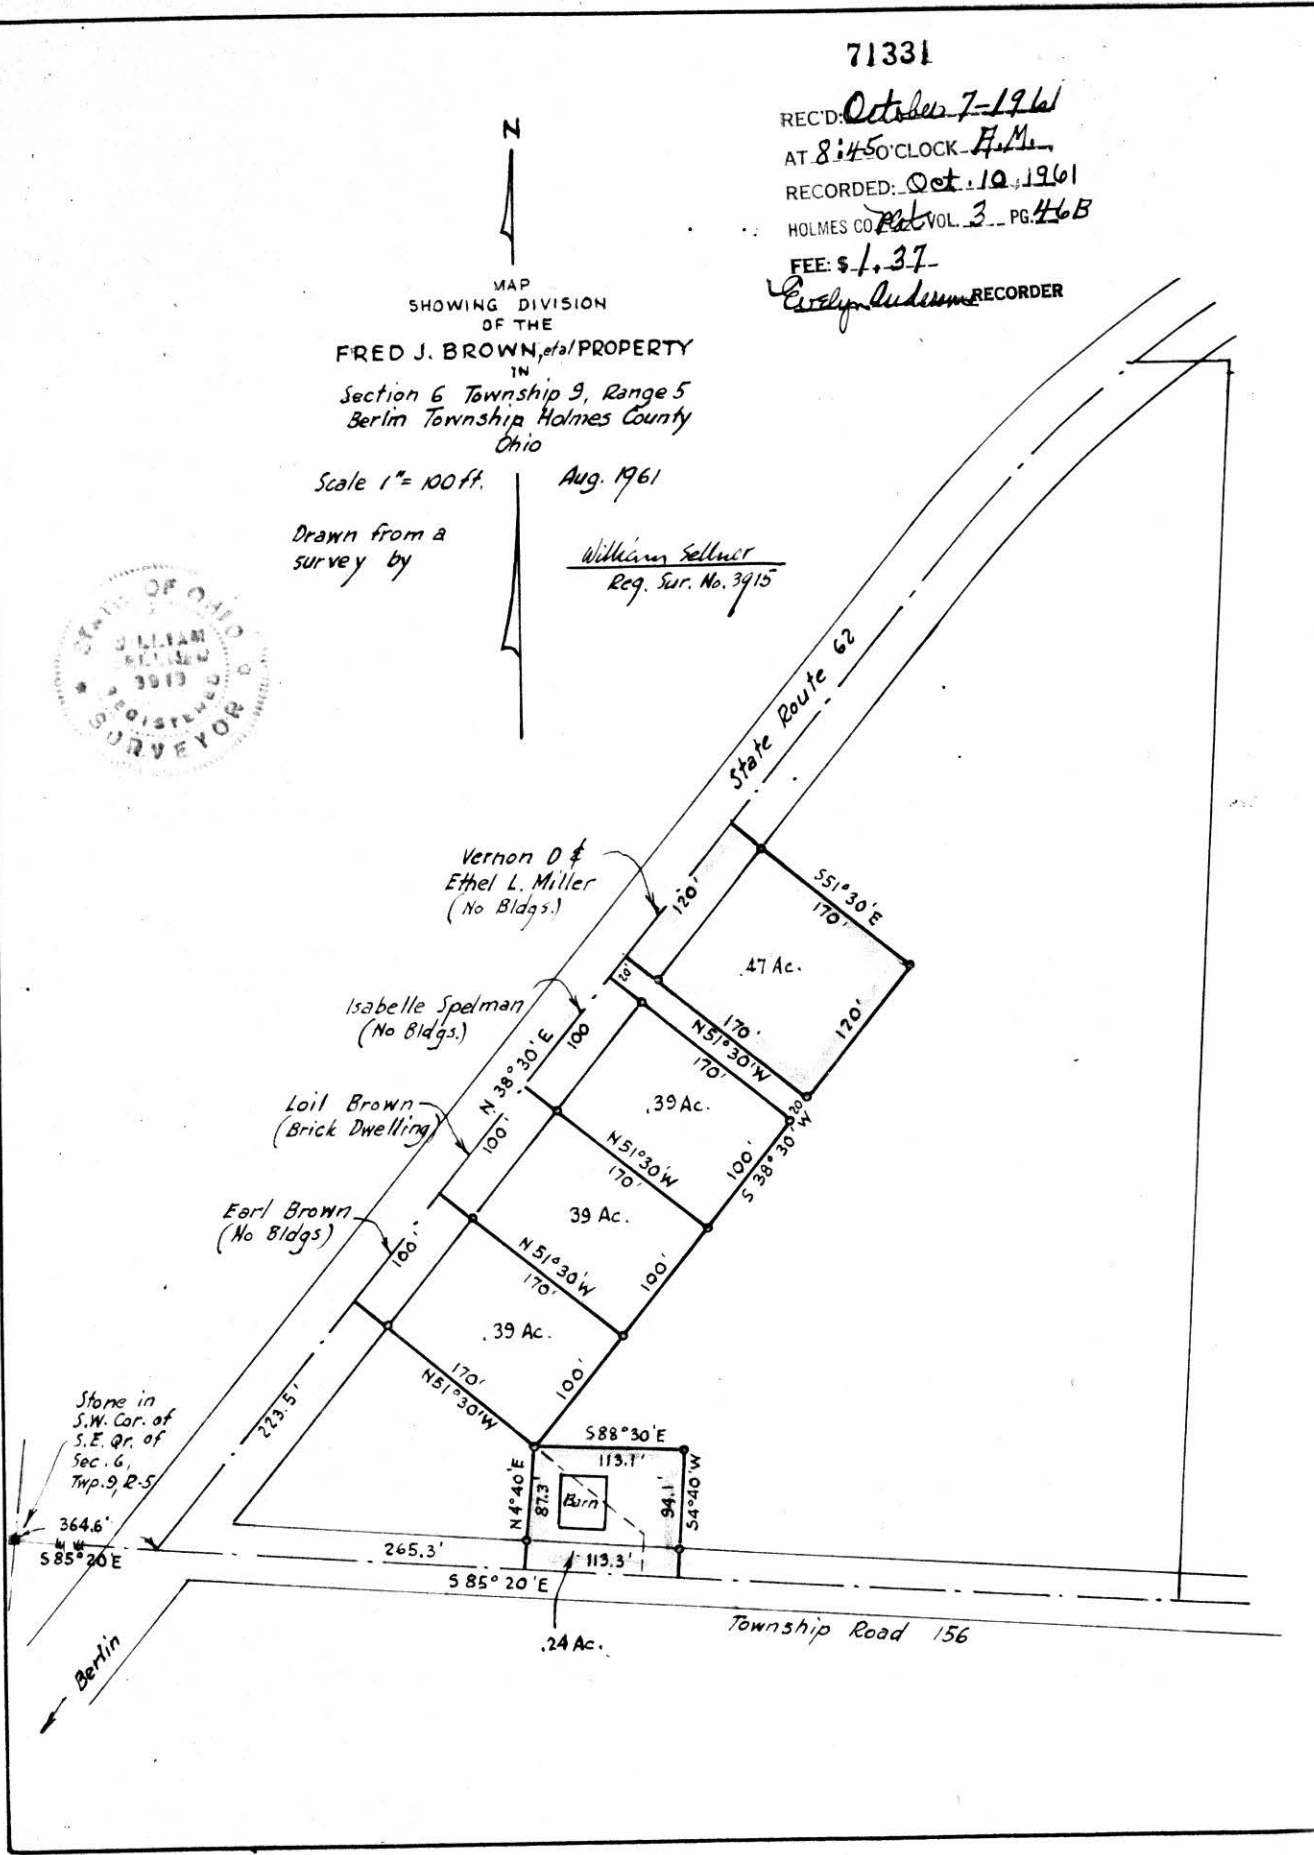 71331
REC'D: October 7-1961
AT 8:45 O'CLOCK A.M.
RECORDED: Oct. 10, 1961
HOLMES CO. Plat VOL. 3 PG. 46B
FEE: $ 1.37
Evelyn Anderson RECORDER
N
MAP
SHOWING DIVISION
OF THE
FRED J. BROWN, etal PROPERTY
IN
Section 6 Township 9, Range 5
Berlin Township Holmes County
Ohio
Scale 1" = 100 ft. Aug. 1961
Drawn from a
survey by
William Sellner
Reg. Sur. No. 3915
STATE OF OHIO
WILLIAM
SELLNER
REGISTERED
SURVEYOR
State Route 62
Vernon D &
Ethel L. Miller
(No Bldgs.)
120'
S51°30'E
170'
.47 Ac.
120'
20'
170'
N51°30'W
Isabelle Spelman
(No Bldgs.)
100
N 38°30' E
170'
.39 Ac.
20'
S 38°30' W
100'
Loil Brown
(Brick Dwelling)
100'
N51°30'W
170'
39 Ac.
100'
Earl Brown
(No Bldgs)
100'
N51°30'W
170'
.39 Ac.
100'
170'
N51°30'W
223.5'
Stone in
S.W. Cor. of
S.E. Qr. of
Sec. 6,
Twp. 9, R-5
364.6'
S85°20'E
S88°30'E
113.1'
N4°40'E
87.3'
Barn
94.1'
S4°40'W
265.3'
113.3'
S 85° 20' E
.24 Ac.
Township Road 156
Berlin